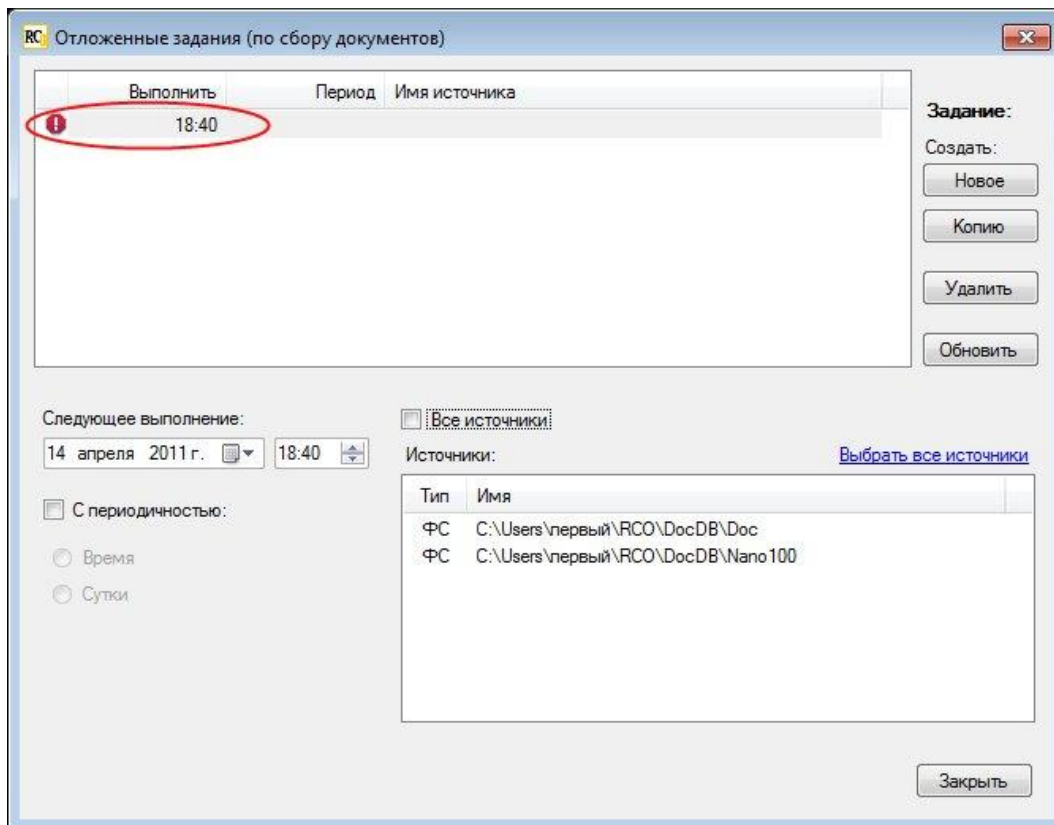 RCO Отложенные задания (по сбору документов)
Выполнить Период Имя источника
18:40
Задание:
Создать:
Новое
Копию
Удалить
Обновить
Следующее выполнение:
14 апреля 2011 г. 18:40
С периодичностью:
Время
Сутки
Все источники
Источники: Выбрать все источники
Тип Имя
ФС C:\Users\первый\RCO\DocDB\Doc
ФС C:\Users\первый\RCO\DocDB\Nano100
Закрыть